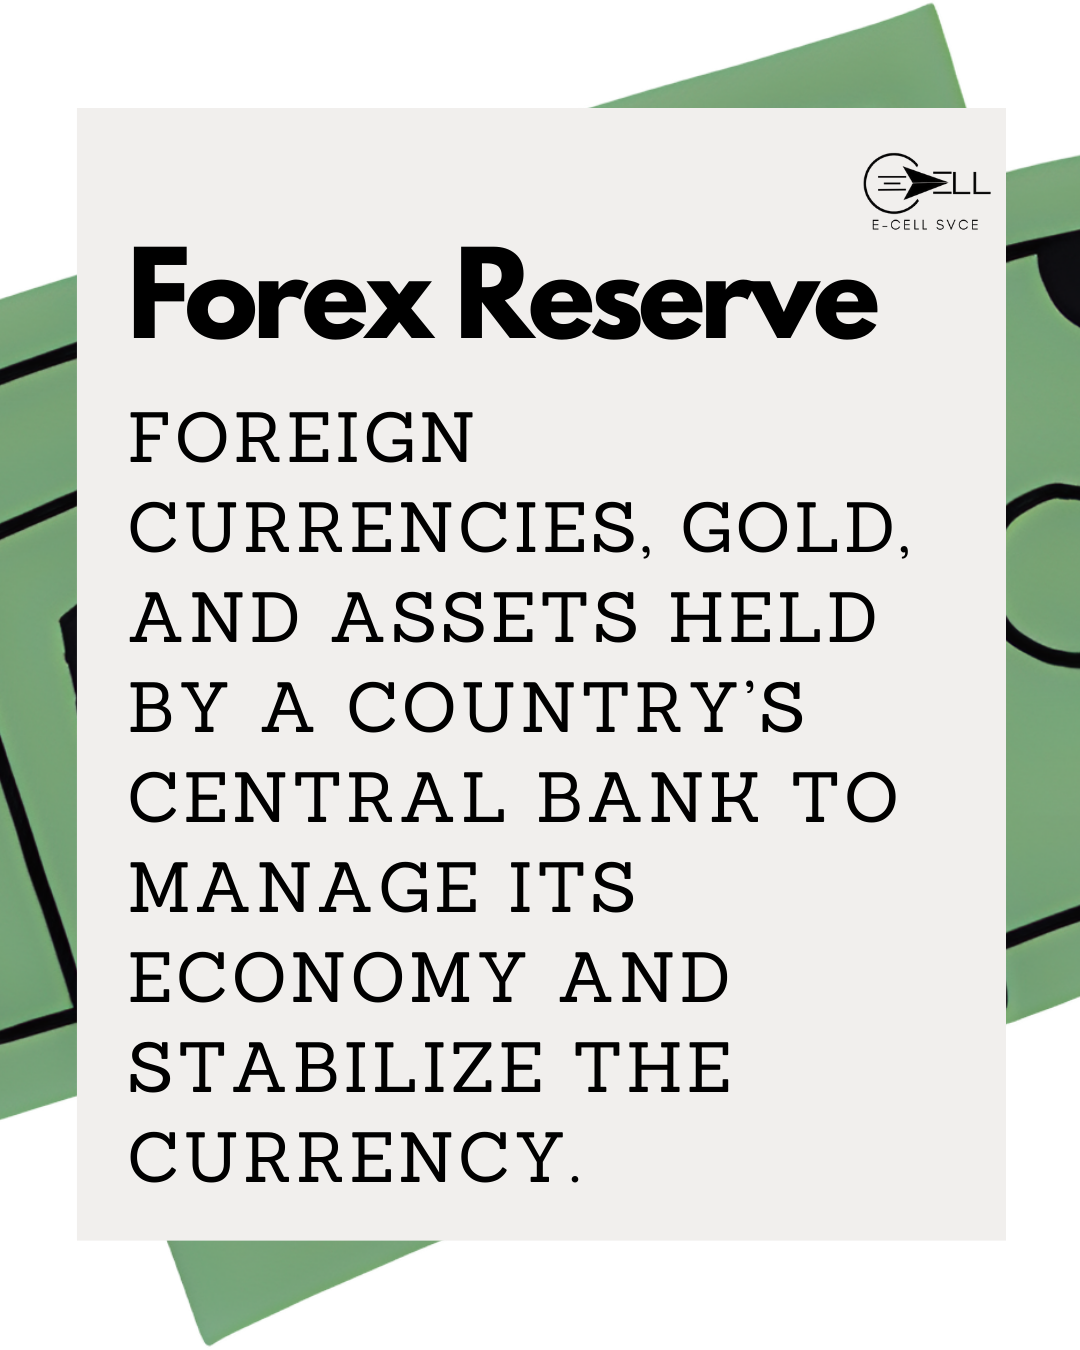 ELL
E-CELL SVCE
Forex Reserve
FOREIGN
CURRENCIES, GOLD,
AND ASSETS HELD
BY A COUNTRY’S
CENTRAL BANK TO
MANAGE ITS
ECONOMY AND
STABILIZE THE
CURRENCY.